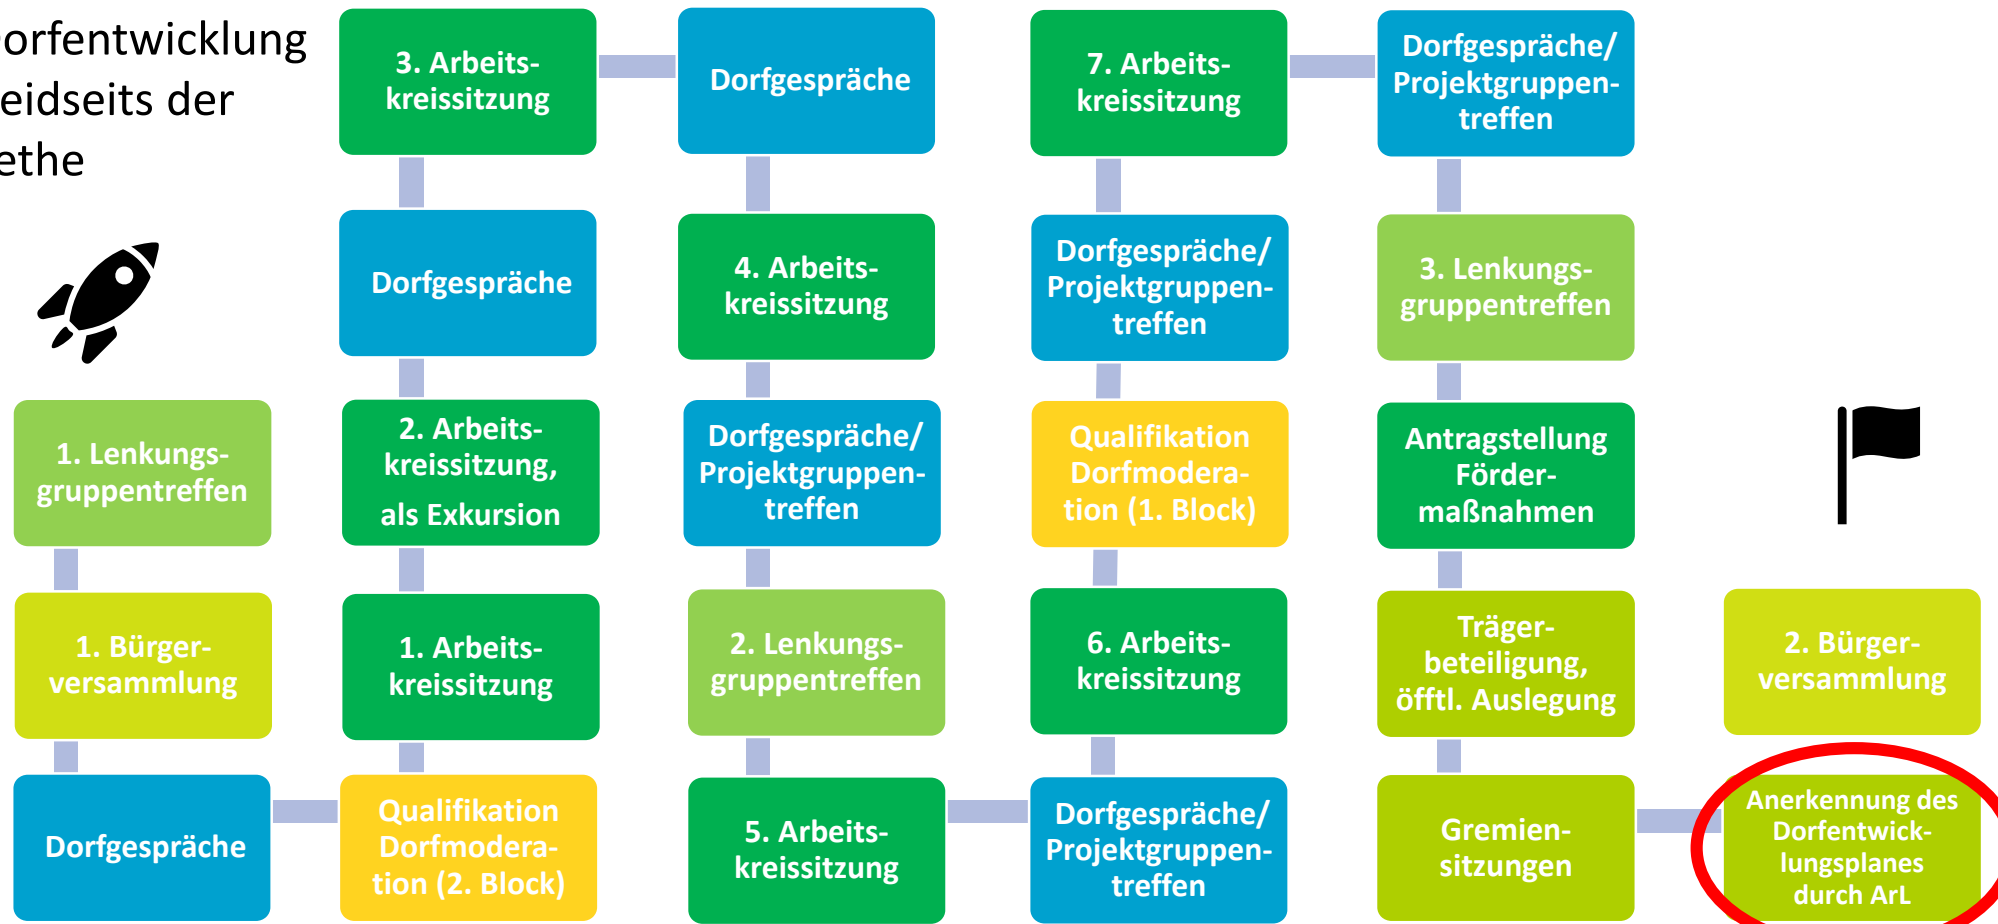 orfentwicklung
eidseits der
ethe
1. Lenkungs-
gruppentreffen
1. Bürger-
versammlung
Dorfgespräche
Qualifikation
Dorfmodera-
tion (2. Block)
1. Arbeits-
kreissitzung
2. Arbeits-
kreissitzung,
als Exkursion
Dorfgespräche
3. Arbeits-
kreissitzung
Dorfgespräche
4. Arbeits-
kreissitzung
Dorfgespräche/
Projektgruppen-
treffen
2. Lenkungs-
gruppentreffen
5. Arbeits-
kreissitzung
Dorfgespräche/
Projektgruppen-
treffen
6. Arbeits-
kreissitzung
Qualifikation
Dorfmodera-
tion (1. Block)
Dorfgespräche/
Projektgruppen-
treffen
7. Arbeits-
kreissitzung
Dorfgespräche/
Projektgruppen-
treffen
3. Lenkungs-
gruppentreffen
Antragstellung
Förder-
maßnahmen
Träger-
beteiligung,
öfftl. Auslegung
Gremien-
sitzungen
Anerkennung des
Dorfentwick-
lungsplanes
durch ArL
2. Bürger-
versammlung